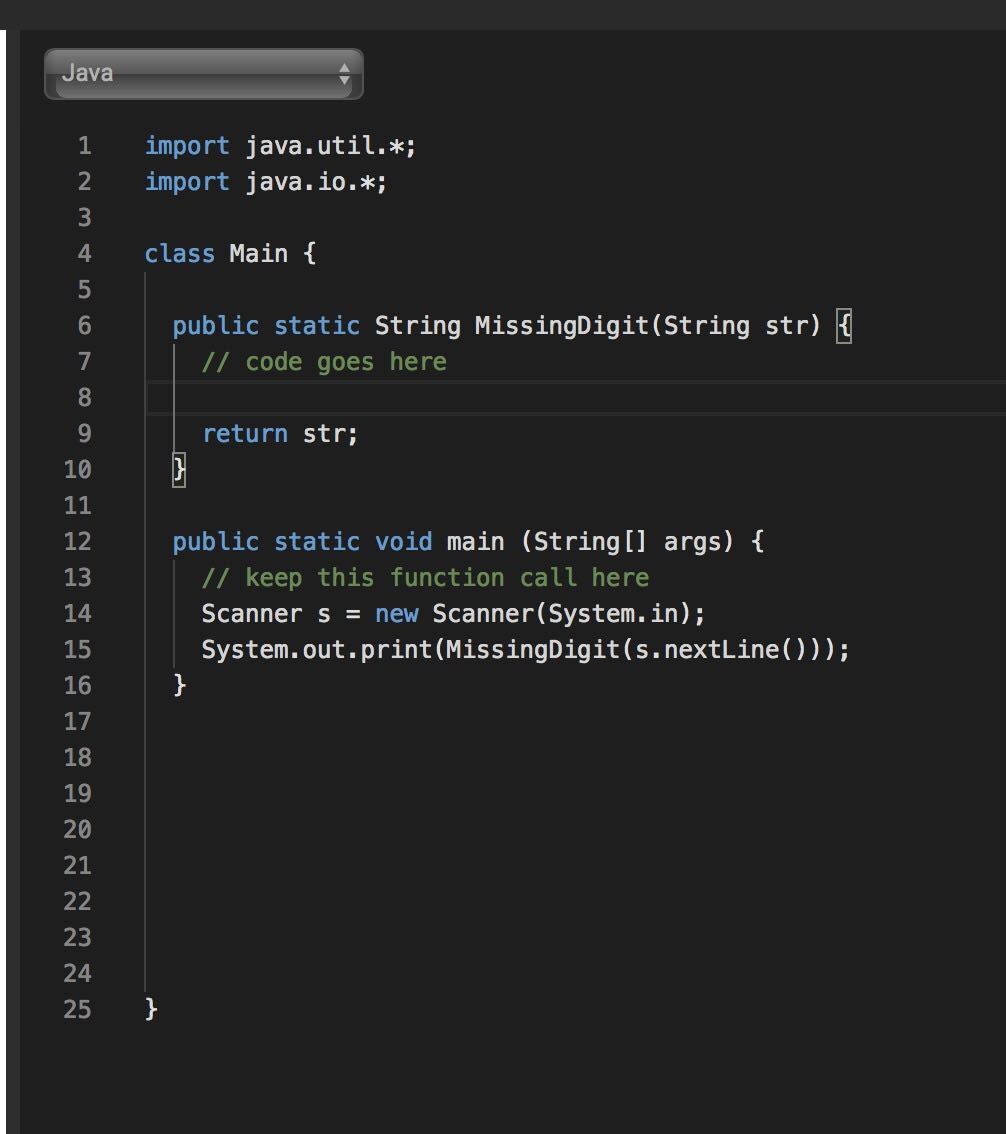 Java
1 import java.util.*;
2 import java.io.*;
3
4 class Main {
5
6 public static String MissingDigit(String str) {
7 // code goes here
8
9 return str;
10 }
11
12 public static void main (String[] args) {
13 // keep this function call here
14 Scanner s = new Scanner(System.in);
15 System.out.print(MissingDigit(s.nextLine()));
16 }
17
18
19
20
21
22
23
24
25 }